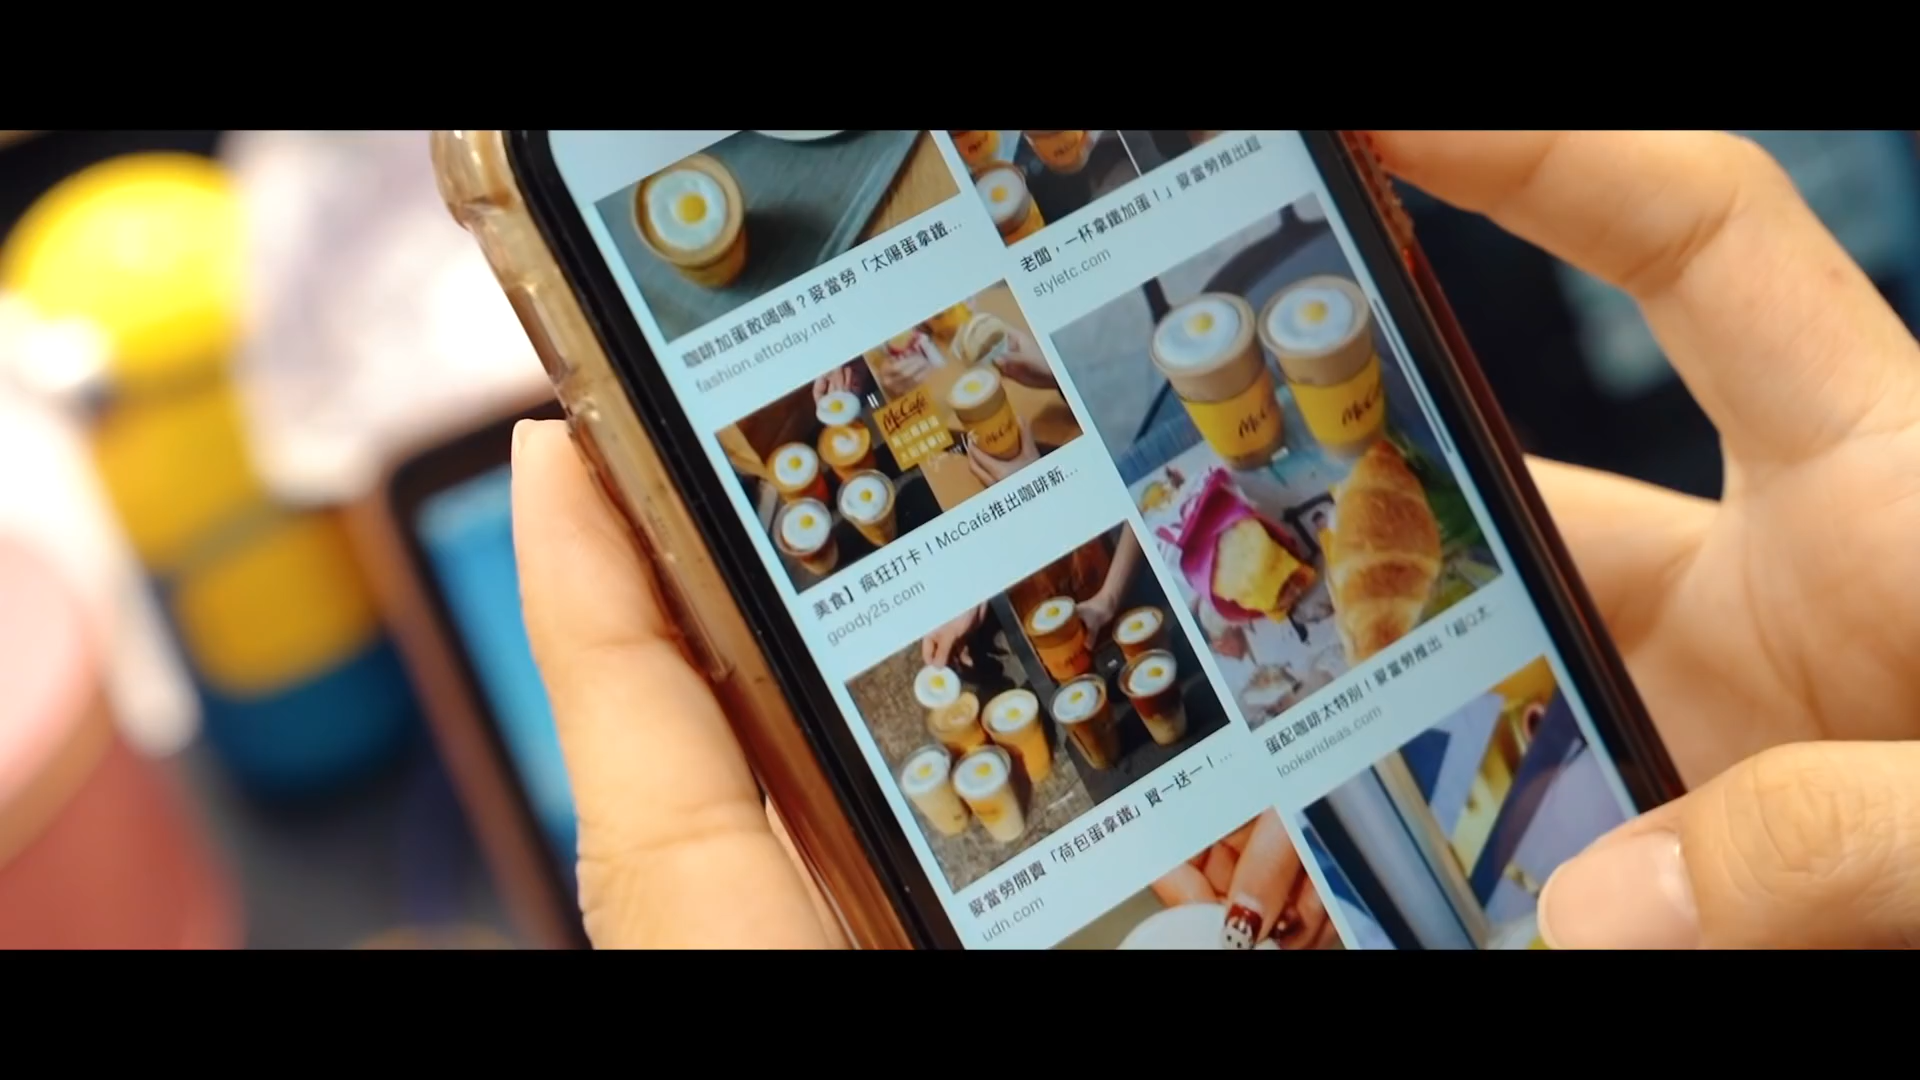 咖啡加蛋敢喝嗎？麥當勞「太陽蛋拿鐵...
fashion.ettoday.net
老闆，一杯拿鐵加蛋！」麥當勞推出超
styletc.com
McCafé
美食】瘋狂打卡！McCafé推出咖啡新...
goody25.com
McC
McCa
蛋配咖啡太特別！麥當勞推出「超Q太
lookerideas.com
麥當勞開賣「荷包蛋拿鐵」買一送一！...
udn.com